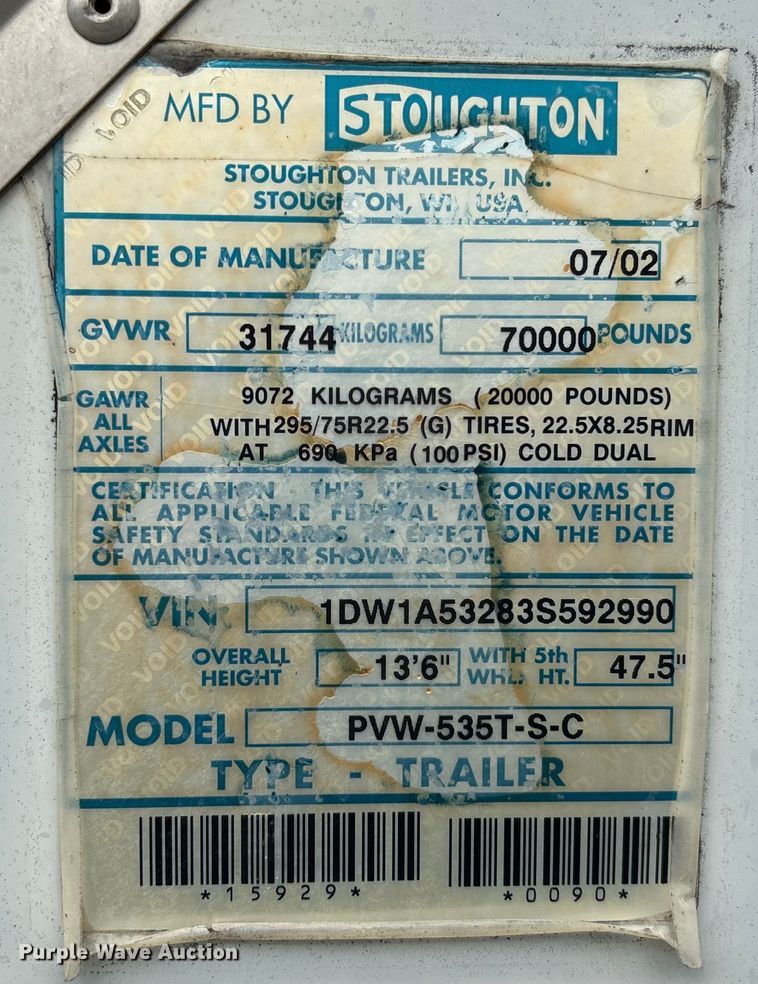 MFD BY STOUGHTON
STOUGHTON TRAILERS, INC.
STOUGHTON, WI, USA
DATE OF MANUFACTURE 07/02
GVWR 31744 KILOGRAMS 70000 POUNDS
GAWR ALL AXLES
9072 KILOGRAMS (20000 POUNDS)
WITH 295/75R22.5 (G) TIRES, 22.5X8.25 RIM
AT 690 KPa (100 PSI) COLD DUAL
CERTIFICATION THIS VEHICLE CONFORMS TO
ALL APPLICABLE FEDERAL MOTOR VEHICLE
SAFETY STANDARDS IN EFFECT ON THE DATE
OF MANUFACTURE SHOWN ABOVE.
VIN. 1DW1A53283S592990
OVERALL HEIGHT 13'6" WITH 5th WHL. HT. 47.5"
MODEL PVW-535T-S-C
TYPE - TRAILER
*15929* *0090*
Purple Wave Auction